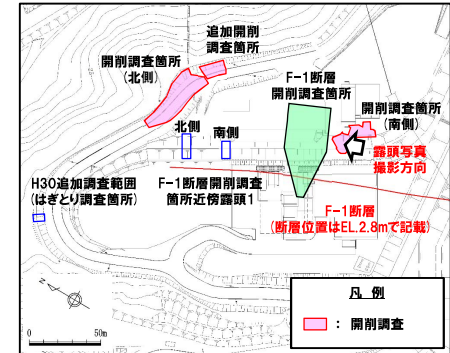 追加開削
調査箇所
開削調査箇所
(北側)
F-1断層
開削調査箇所
開削調査箇所
(南側)
北側
南側
露頭写真
撮影方向
H30追加調査範囲
(はぎとり調査箇所)
F-1断層開削調査
箇所近傍露頭1
F-1断層
(断層位置はEL.2.8mで記載)
N
0
50m
凡 例
: 開削調査